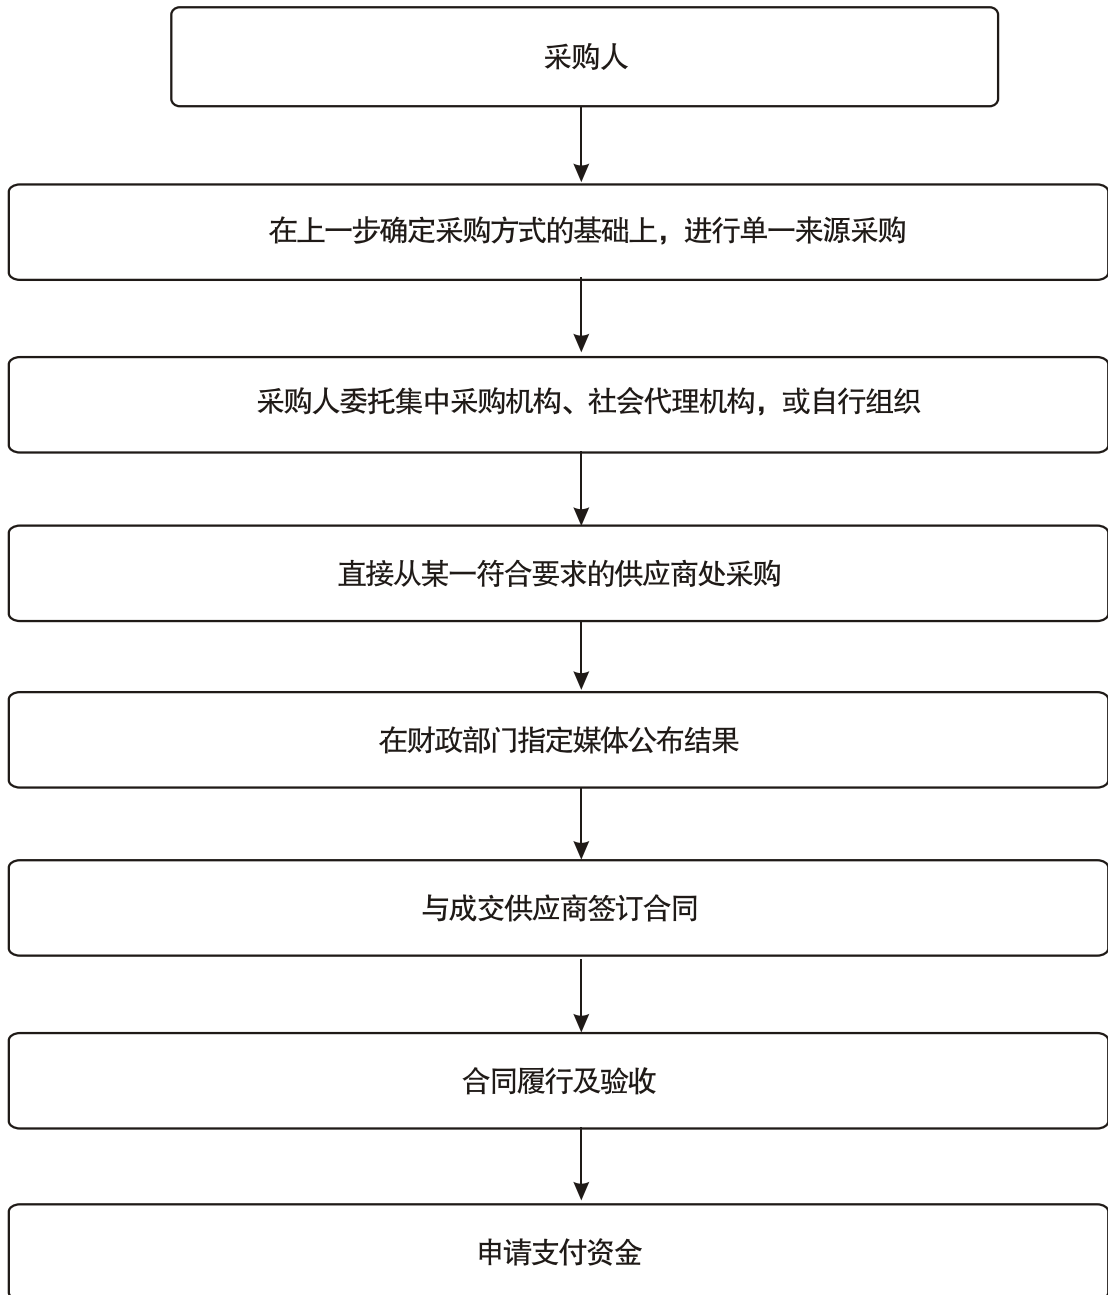 采购人
在上一步确定采购方式的基础上，进行单一来源采购
采购人委托集中采购机构、社会代理机构，或自行组织
直接从某一符合要求的供应商处采购
在财政部门指定媒体公布结果
与成交供应商签订合同
合同履行及验收
申请支付资金